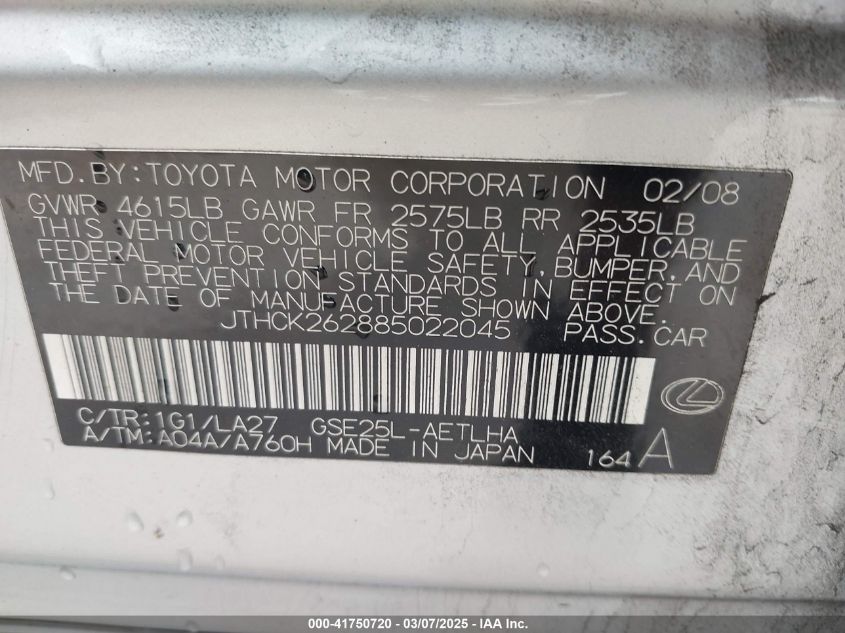 MFD.BY:TOYOTA MOTOR CORPORATION 02/08
GVWR 4615LB GAWR FR 2575LB RR 2535LB
THIS VEHICLE CONFORMS TO ALL APPLICABLE
FEDERAL MOTOR VEHICLE SAFETY,BUMPER,AND
THEFT PREVENTION STANDARDS IN EFFECT ON
THE DATE OF MANUFACTURE SHOWN ABOVE.
JTHCK262885022045 PASS.CAR
C/TR:1G1/LA27 GSE25L-AETLHA
A/TM:A04A/A760H MADE IN JAPAN 164A
000-41750720 - 03/07/2025 - IAA Inc.